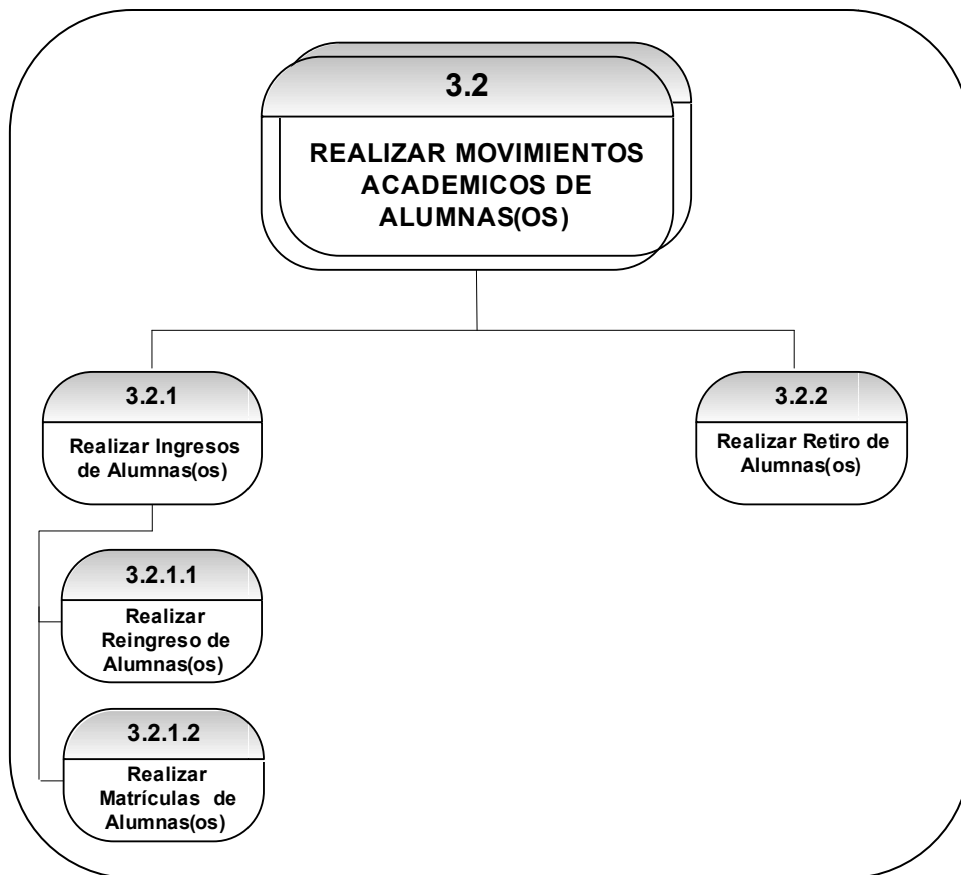 3.2
REALIZAR MOVIMIENTOS
ACADEMICOS DE
ALUMNAS(OS)
3.2.1
Realizar Ingresos
de Alumnas(os)
3.2.2
Realizar Retiro de
Alumnas(os)
3.2.1.1
Realizar
Reingreso de
Alumnas(os)
3.2.1.2
Realizar
Matrículas de
Alumnas(os)